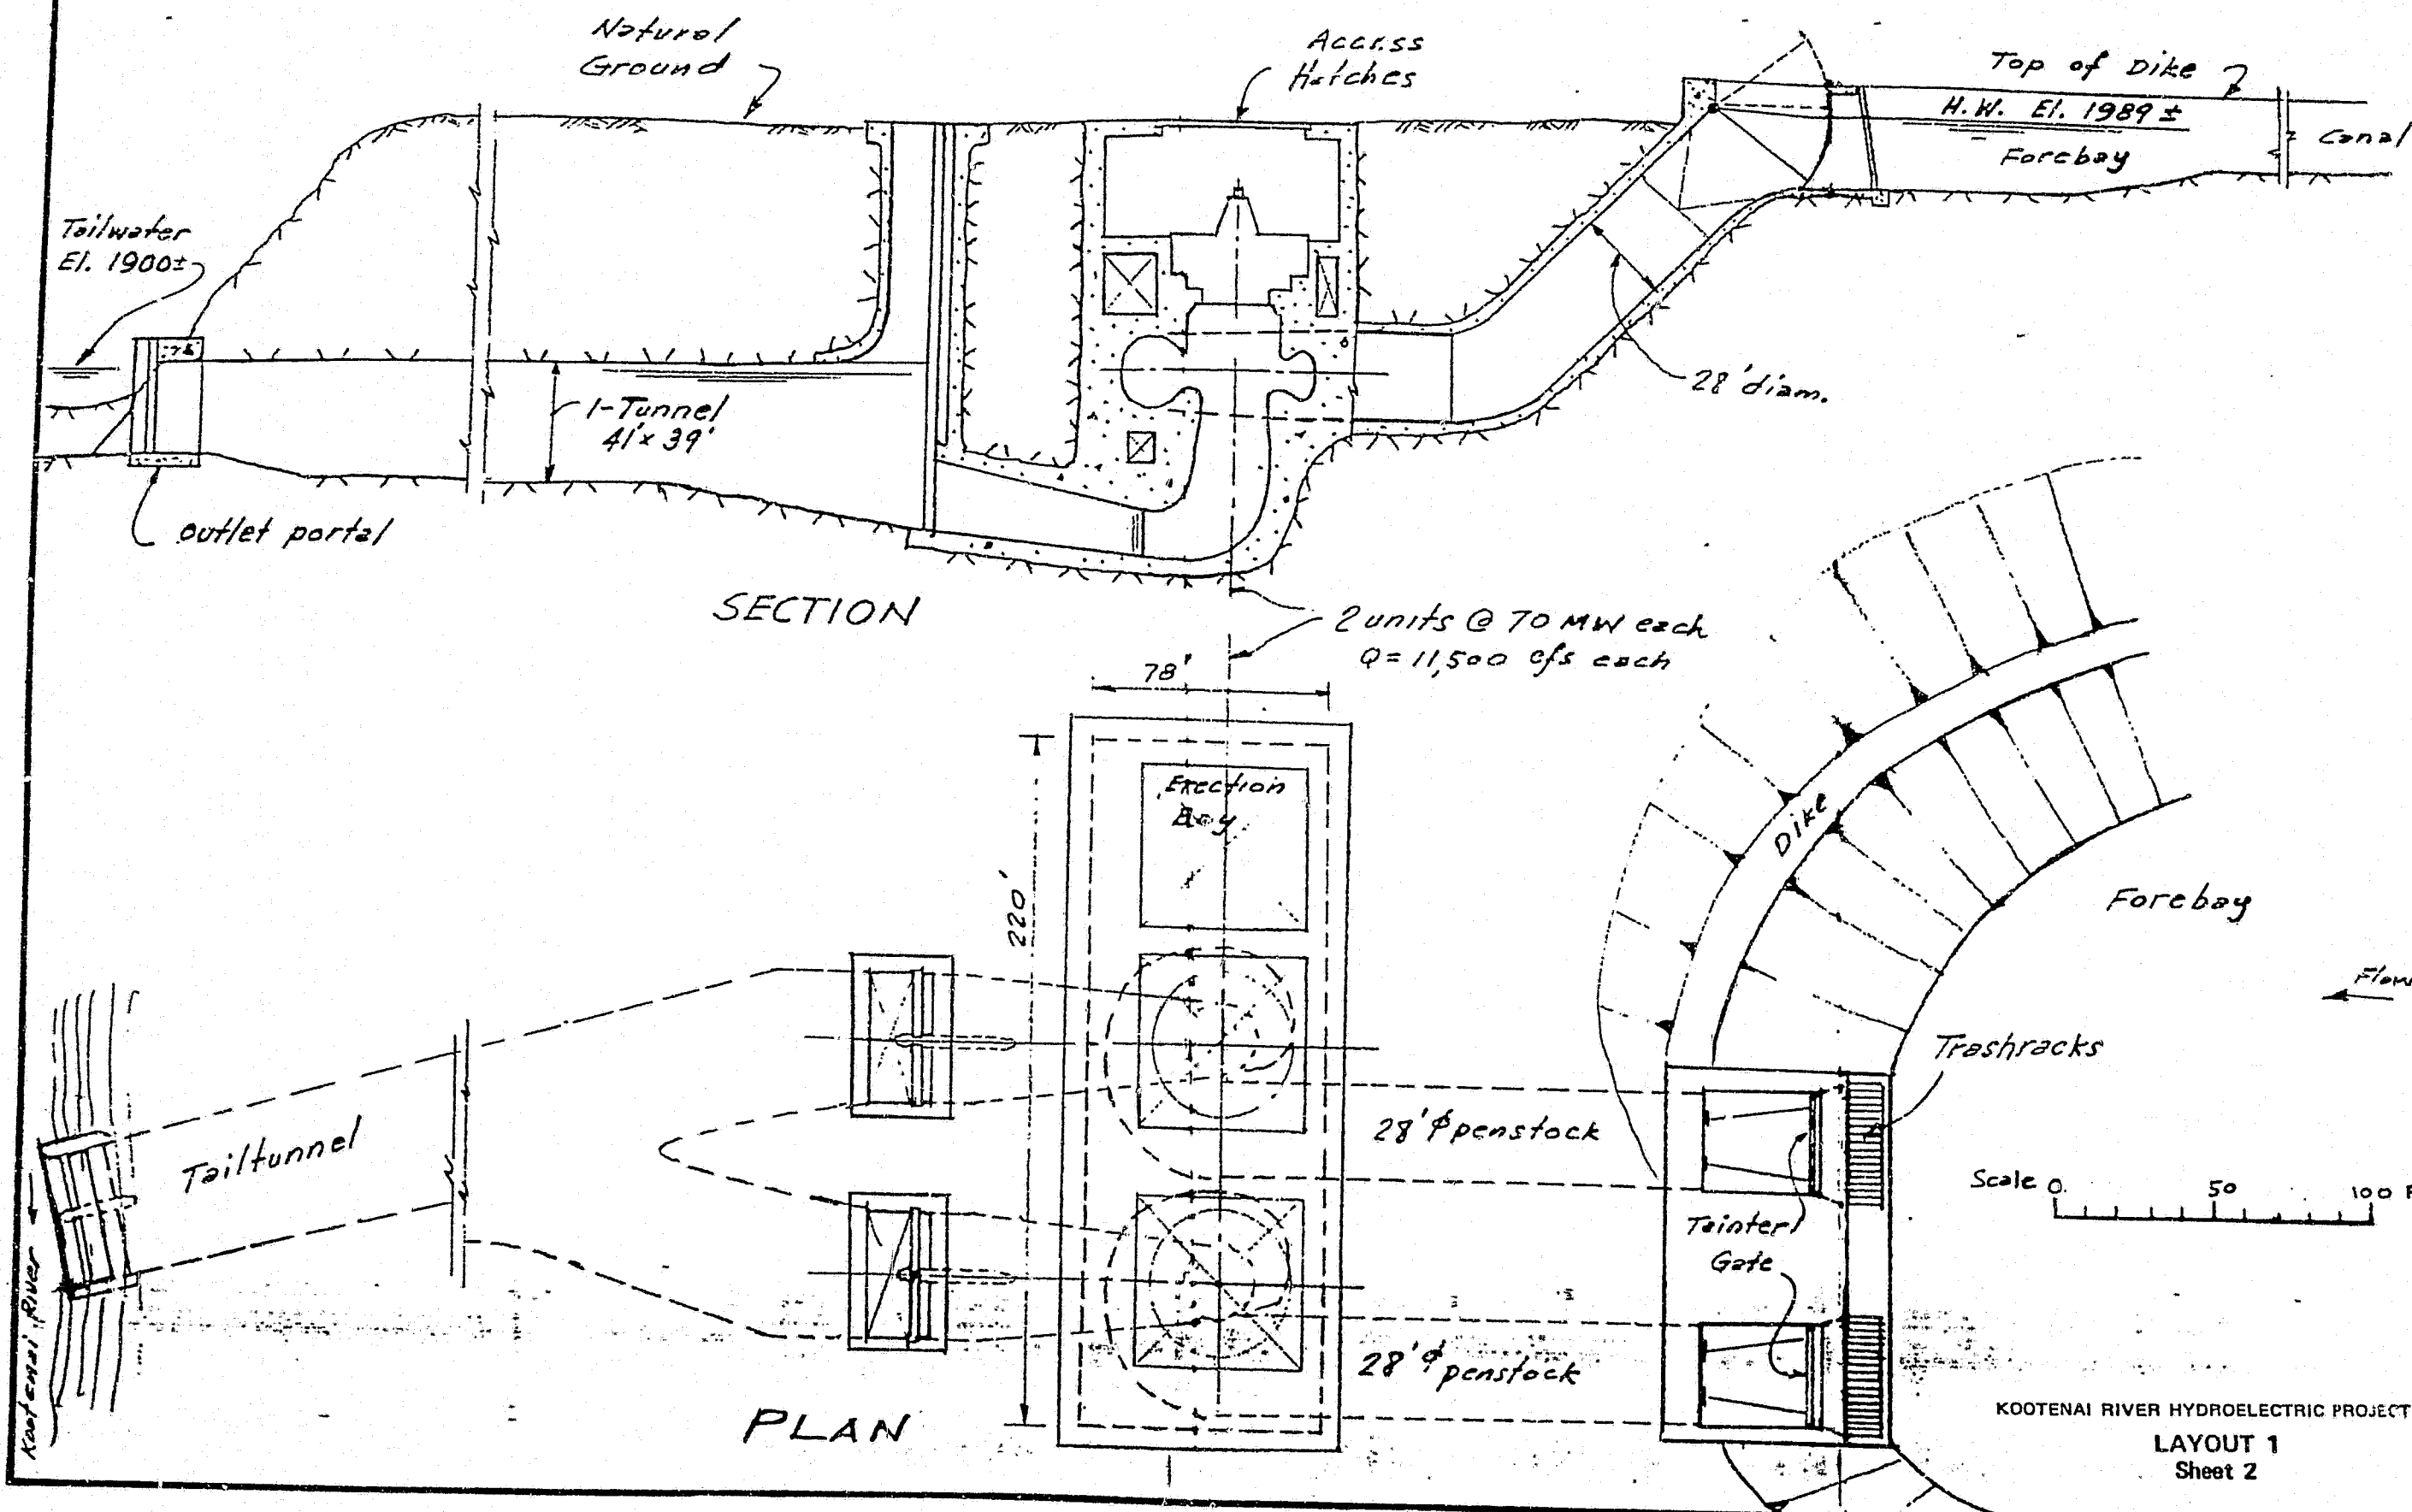 Natural
Ground
Access
Hatches
Top of Dike
H.W. El. 1989 ±
Canal
Forebay
Tailwater
El. 1900±
1-Tunnel
41'x 39'
28' diam.
outlet portal
SECTION
2 units @ 70 MW each
Q = 11,500 cfs each
78'
Erection
Bay
220'
Dike
Forebay
Flow
Trashracks
Tailtunnel
28' ϕ penstock
Scale 0 50 100 F
Tainter
Gate
28' ϕ penstock
Kootenai River
PLAN
KOOTENAI RIVER HYDROELECTRIC PROJECT
LAYOUT 1
Sheet 2